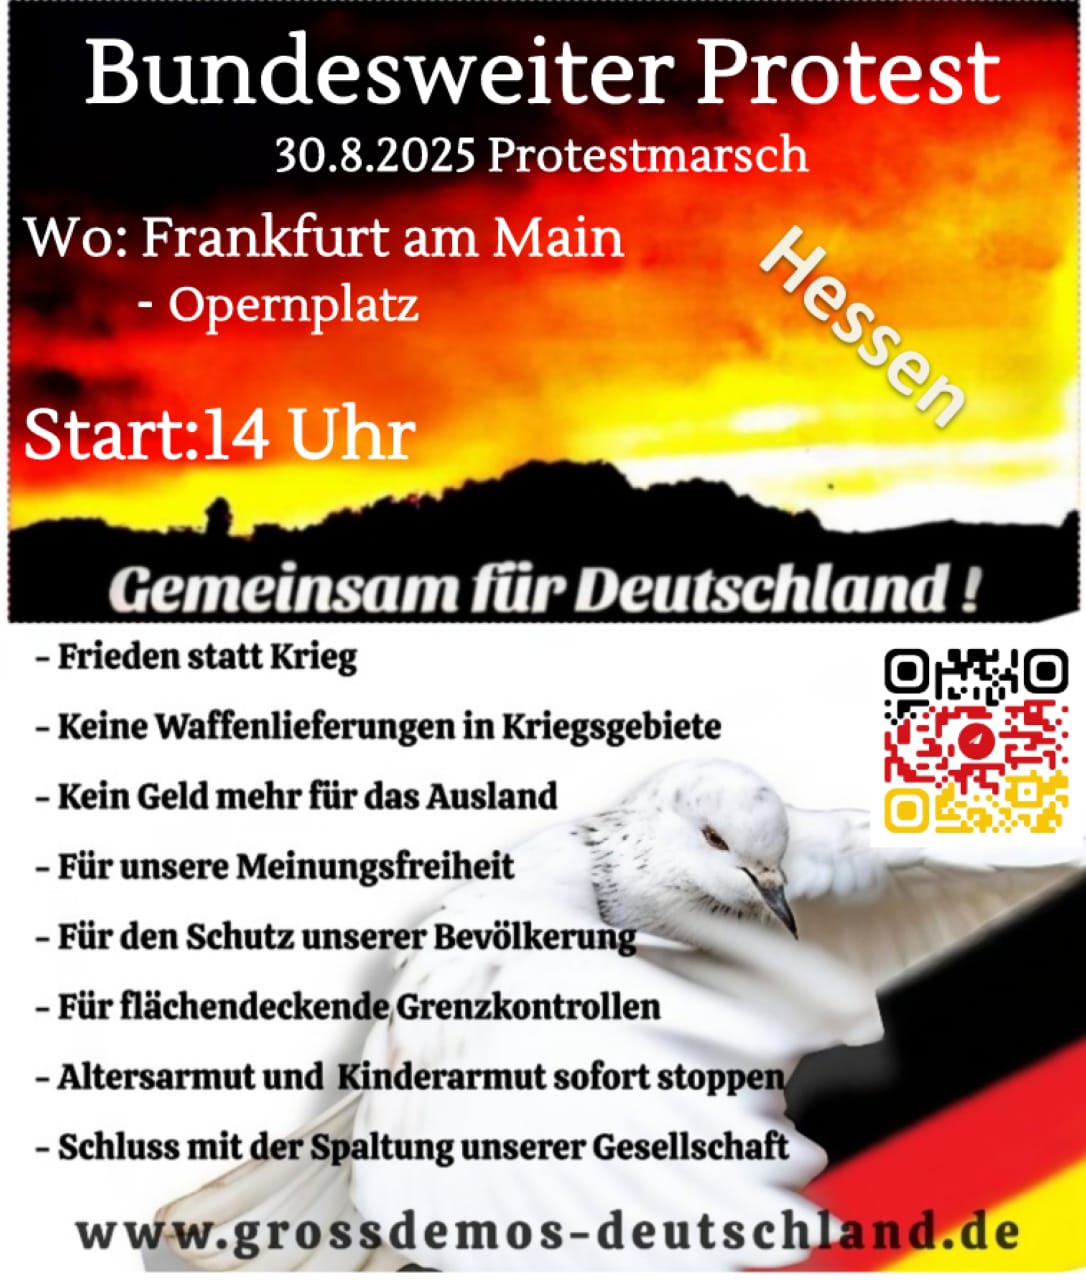 Bundesweiter Protest
30.8.2025 Protestmarsch
Wo: Frankfurt am Main
- Opernplatz
Hessen
Start:14 Uhr
Gemeinsam für Deutschland !
- Frieden statt Krieg
- Keine Waffenlieferungen in Kriegsgebiete
- Kein Geld mehr für das Ausland
- Für unsere Meinungsfreiheit
- Für den Schutz unserer Bevölkerung
- Für flächendeckende Grenzkontrollen
- Altersarmut und Kinderarmut sofort stoppen
- Schluss mit der Spaltung unserer Gesellschaft
www.grossdemos-deutschland.de